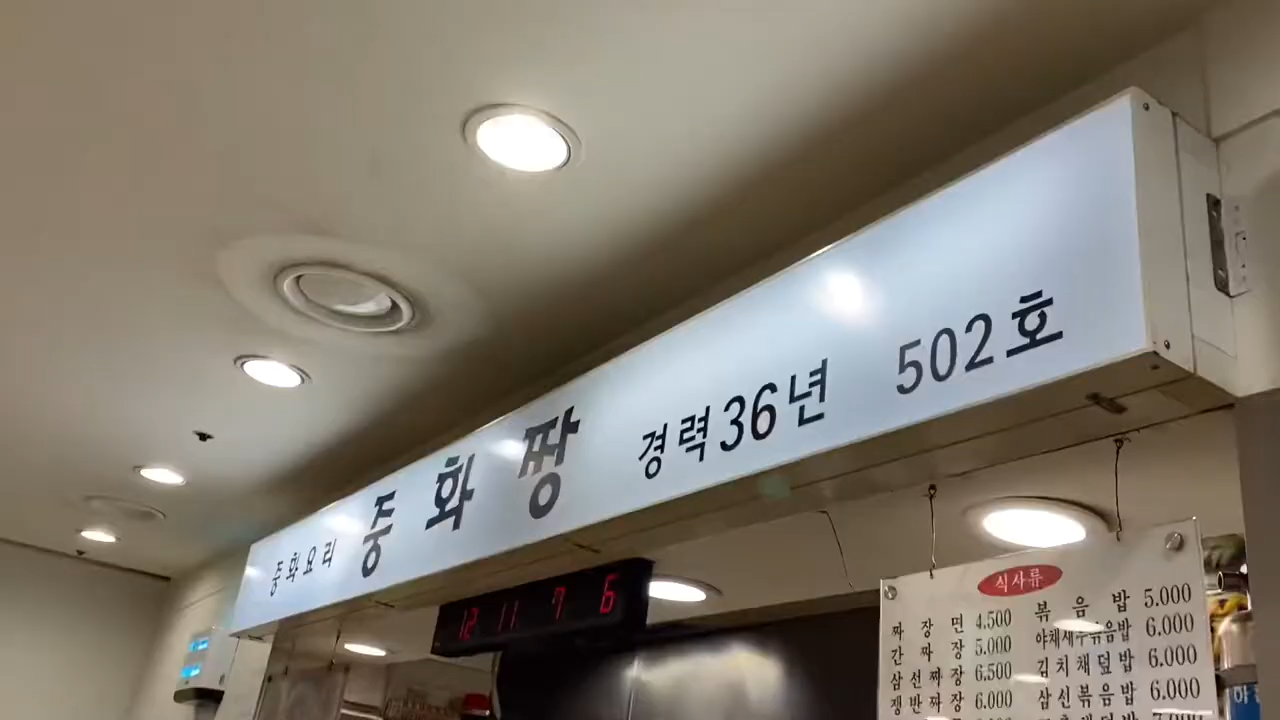 중화요리 중화짱 경력36년 502호
12 11 7 6
식사류
짜장면 4.500 볶음밥 5.000
간짜장 5.000 야채새우볶음밥 6.000
삼선짜장 6.500 김치채덮밥 6.000
쟁반짜장 6.000 삼선볶음밥 6.000